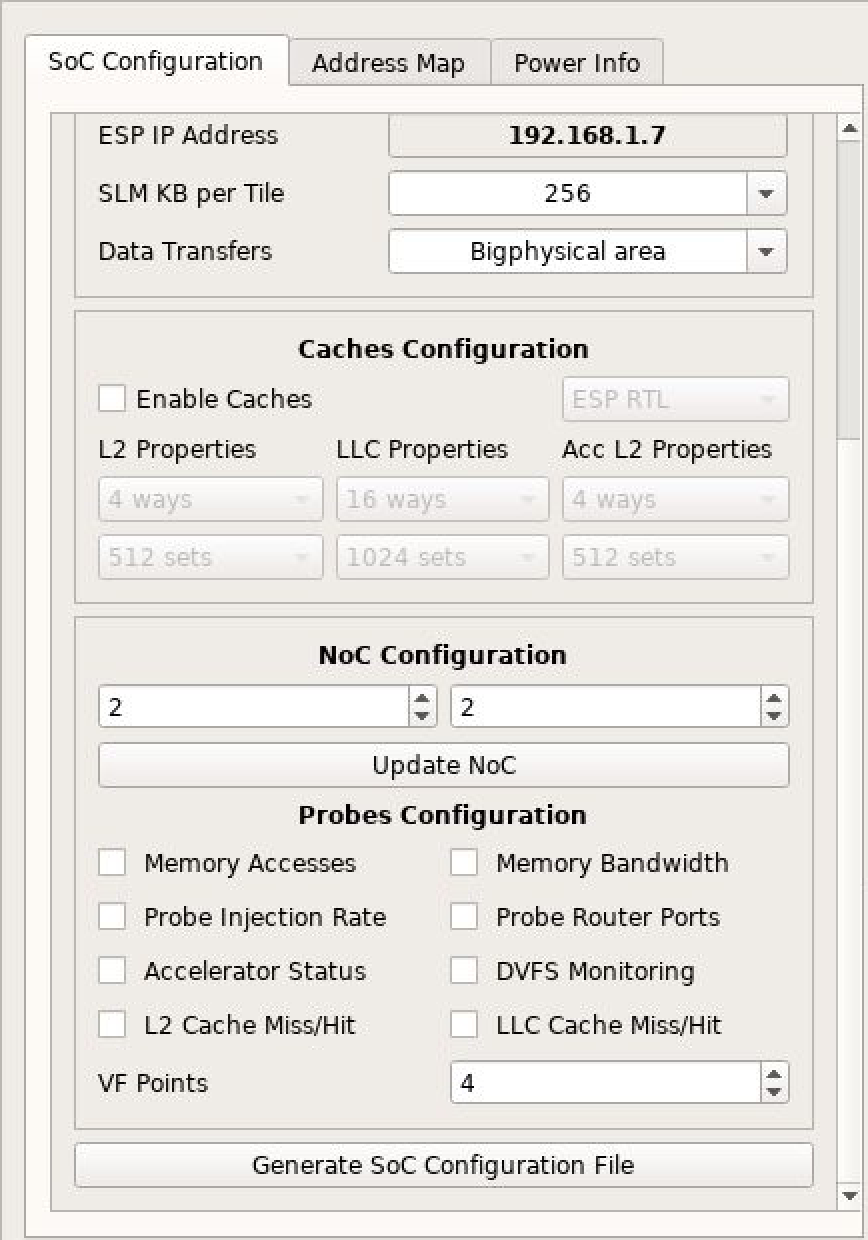 SoC Configuration Address Map Power Info
ESP IP Address 192.168.1.7
SLM KB per Tile 256
Data Transfers Bigphysical area
Caches Configuration
Enable Caches ESP RTL
L2 Properties LLC Properties Acc L2 Properties
4 ways 16 ways 4 ways
512 sets 1024 sets 512 sets
NoC Configuration
2 2
Update NoC
Probes Configuration
Memory Accesses Memory Bandwidth
Probe Injection Rate Probe Router Ports
Accelerator Status DVFS Monitoring
L2 Cache Miss/Hit LLC Cache Miss/Hit
VF Points 4
Generate SoC Configuration File